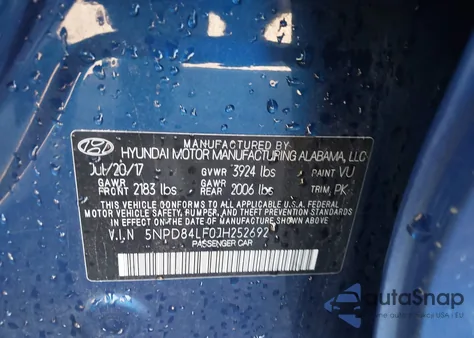 MANUFACTURED BY
HYUNDAI MOTOR MANUFACTURING ALABAMA, LLC
Jul/20/17 GVWR 3924 lbs PAINT VU
GAWR FRONT 2183 lbs GAWR REAR 2006 lbs TRIM PK
THIS VEHICLE CONFORMS TO ALL APPLICABLE
U.S. FEDERAL MOTOR VEHICLE SAFETY, BUMPER,
AND THEFT PREVENTION STANDARDS
IN EFFECT ON THE DATE OF MANUFACTURE SHOWN ABOVE.
V.I.N 5NPD84LF0JH252692
PASSENGER CAR
autoSnap